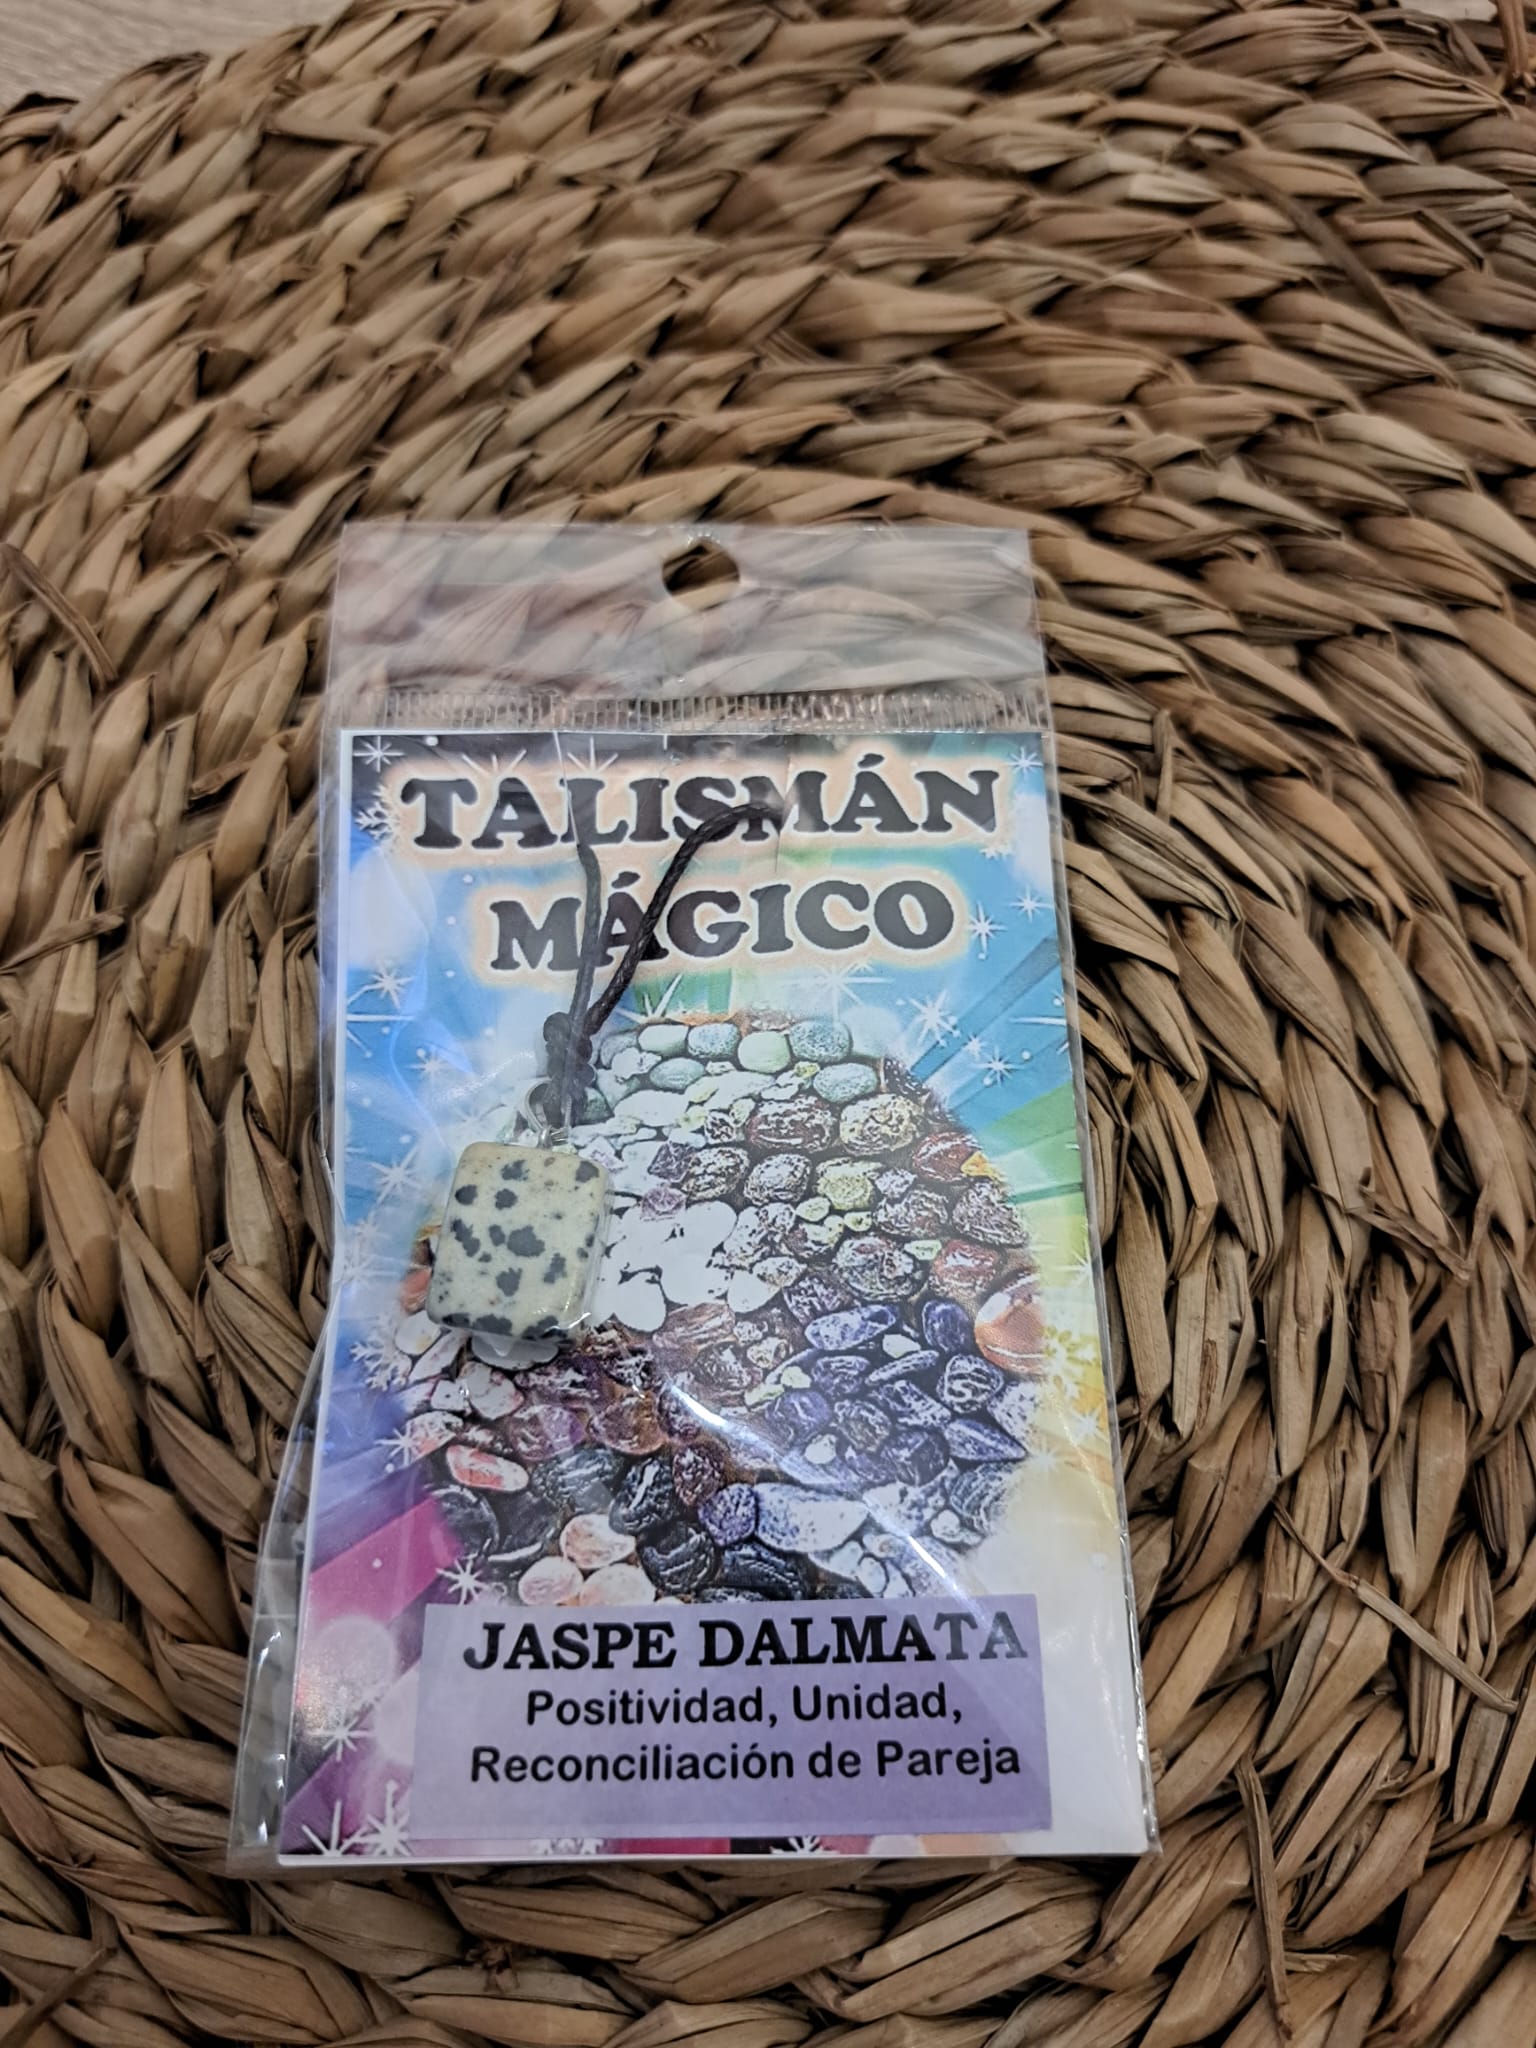 TALISMÁN
MÁGICO
JASPE DALMATA
Positividad, Unidad,
Reconciliación de Pareja